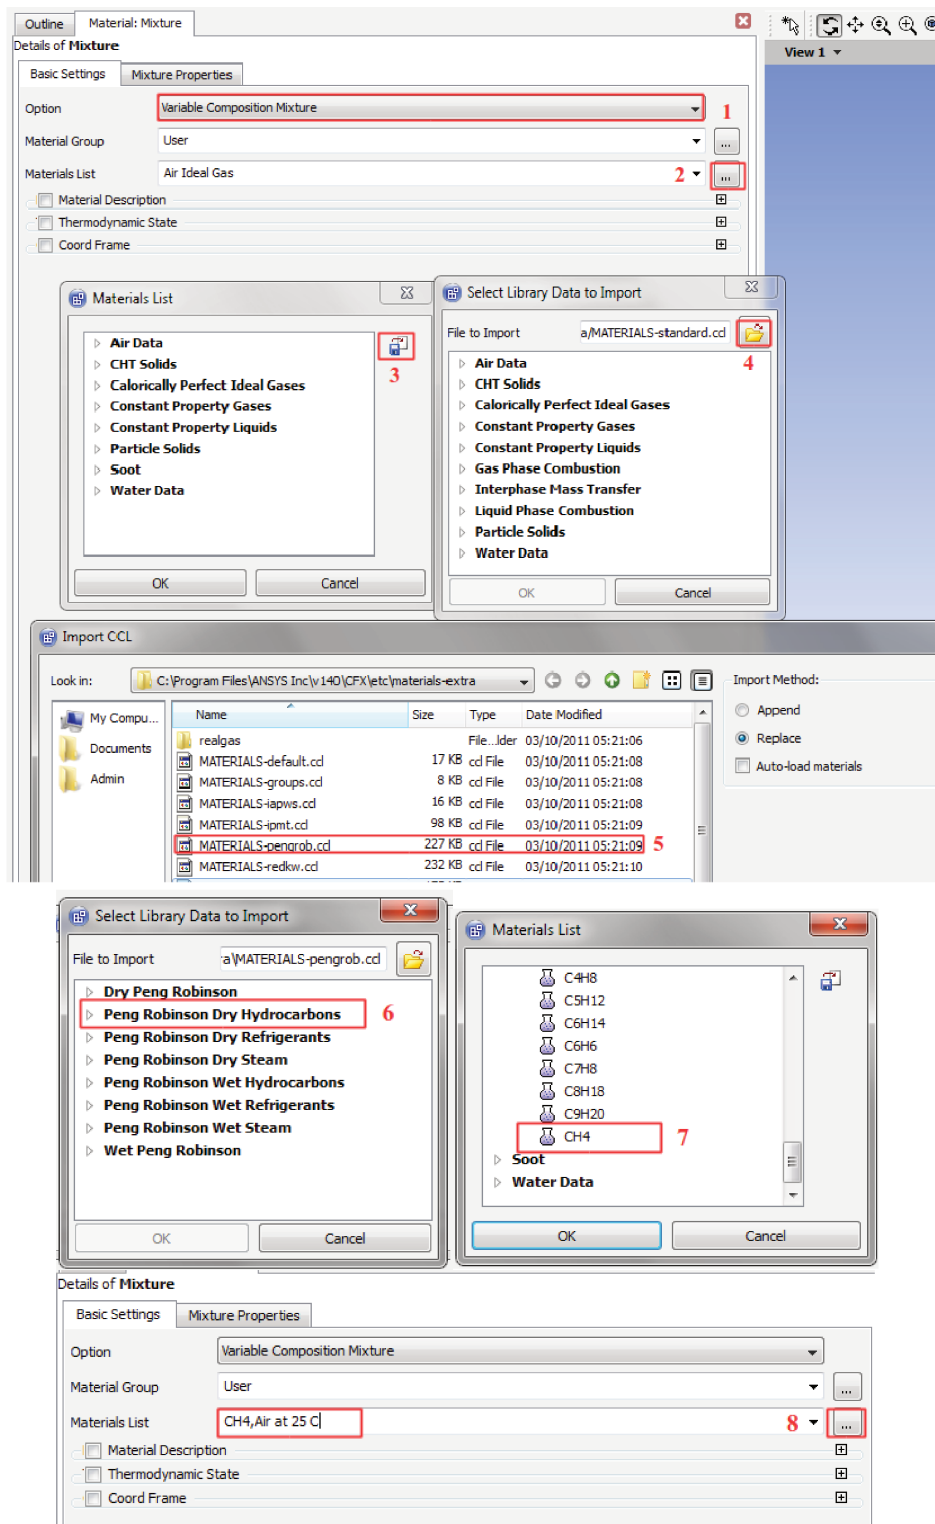 Outline Material: Mixture
View 1
Details of Mixture
Basic Settings Mixture Properties
Option Variable Composition Mixture 1
Material Group User ...
Materials List Air Ideal Gas 2 ...
Material Description
Thermodynamic State
Coord Frame
Materials List
Air Data
CHT Solids
Calorically Perfect Ideal Gases
Constant Property Gases
Constant Property Liquids
Particle Solids
Soot
Water Data
3
OK Cancel
Select Library Data to Import
File to Import a/MATERIALS-standard.ccl
4
Air Data
CHT Solids
Calorically Perfect Ideal Gases
Constant Property Gases
Constant Property Liquids
Gas Phase Combustion
Interphase Mass Transfer
Liquid Phase Combustion
Particle Solids
Water Data
OK Cancel
Import CCL
Look in: C:\Program Files\ANSYS Inc\v140\CFX\etc\materials-extra
Import Method:
Append
Replace
Auto-load materials
My Compu...
Documents
Admin
Name Size Type Date Modified
realgas File...lder 03/10/2011 05:21:06
MATERIALS-default.ccl 17 KB ccl File 03/10/2011 05:21:08
MATERIALS-groups.ccl 8 KB ccl File 03/10/2011 05:21:08
MATERIALS-iapws.ccl 16 KB ccl File 03/10/2011 05:21:08
MATERIALS-ipmt.ccl 98 KB ccl File 03/10/2011 05:21:09
MATERIALS-pengrob.ccl 227 KB ccl File 03/10/2011 05:21:09 5
MATERIALS-redkw.ccl 232 KB ccl File 03/10/2011 05:21:10
Select Library Data to Import
File to Import a\MATERIALS-pengrob.ccl
Dry Peng Robinson
Peng Robinson Dry Hydrocarbons 6
Peng Robinson Dry Refrigerants
Peng Robinson Dry Steam
Peng Robinson Wet Hydrocarbons
Peng Robinson Wet Refrigerants
Peng Robinson Wet Steam
Wet Peng Robinson
OK Cancel
Materials List
C4H8
C5H12
C6H14
C6H6
C7H8
C8H18
C9H20
CH4 7
Soot
Water Data
OK Cancel
Details of Mixture
Basic Settings Mixture Properties
Option Variable Composition Mixture
Material Group User ...
Materials List CH4,Air at 25 C 8 ...
Material Description
Thermodynamic State
Coord Frame